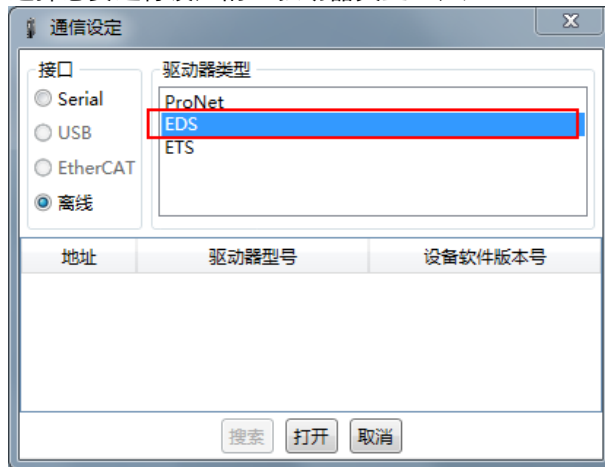 通信设定
接口
驱动器类型
Serial
USB
EtherCAT
离线
ProNet
EDS
ETS
地址 驱动器型号 设备软件版本号
搜索 打开 取消